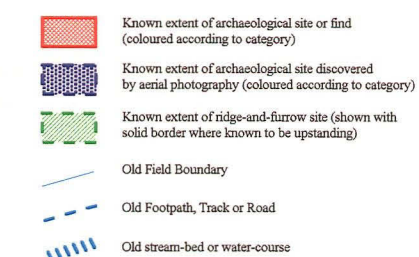 Known extent of archaeological site or find
(coloured according to category)
Known extent of archaeological site discovered
by aerial photography (coloured according to category)
Known extent of ridge-and-furrow site (shown with
solid border where known to be upstanding)
Old Field Boundary
Old Footpath, Track or Road
Old stream-bed or water-course